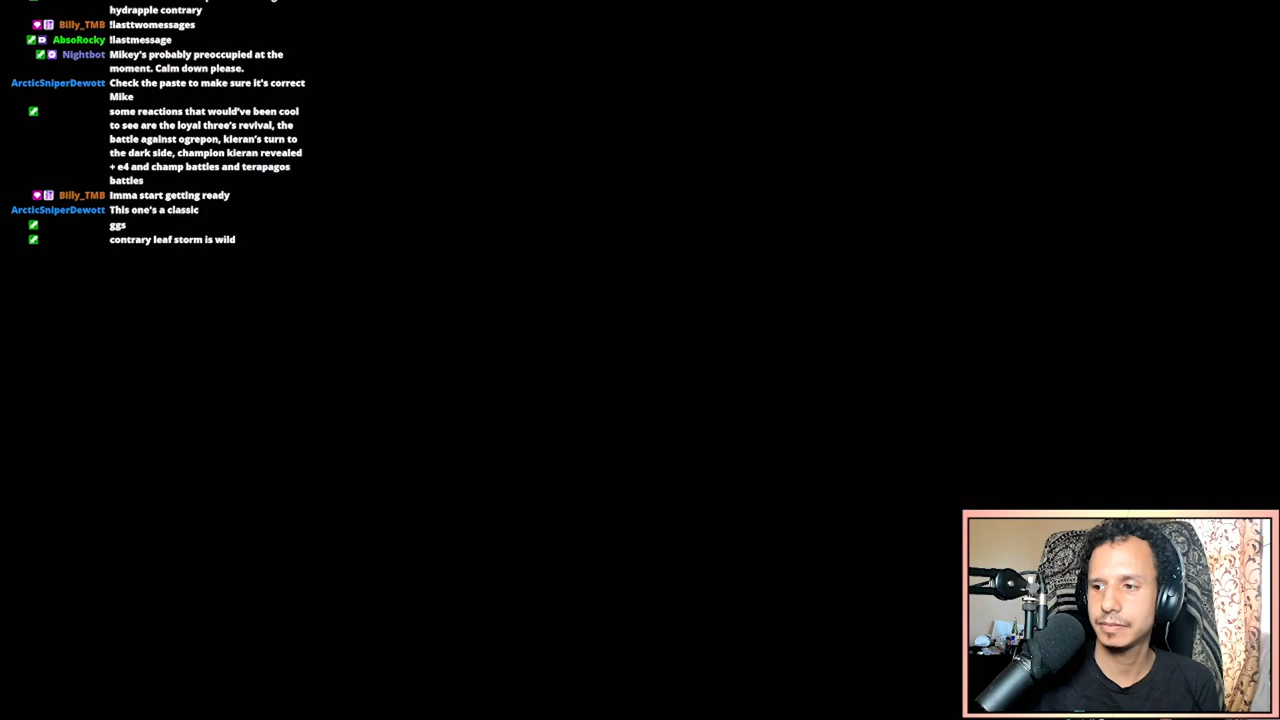 hydrapple contrary
Billy_TMB !lasttwomessages
AbsoRocky !lastmessage
Nightbot Mikey's probably preoccupied at the
moment. Calm down please.
ArcticSniperDewott Check the paste to make sure it's correct
Mike
some reactions that would've been cool
to see are the loyal three's revival, the
battle against ogrepon, kieran's turn to
the dark side, champion kieran revealed
+ e4 and champ battles and terapagos
battles
Billy_TMB Imma start getting ready
ArcticSniperDewott This one's a classic
ggs
contrary leaf storm is wild